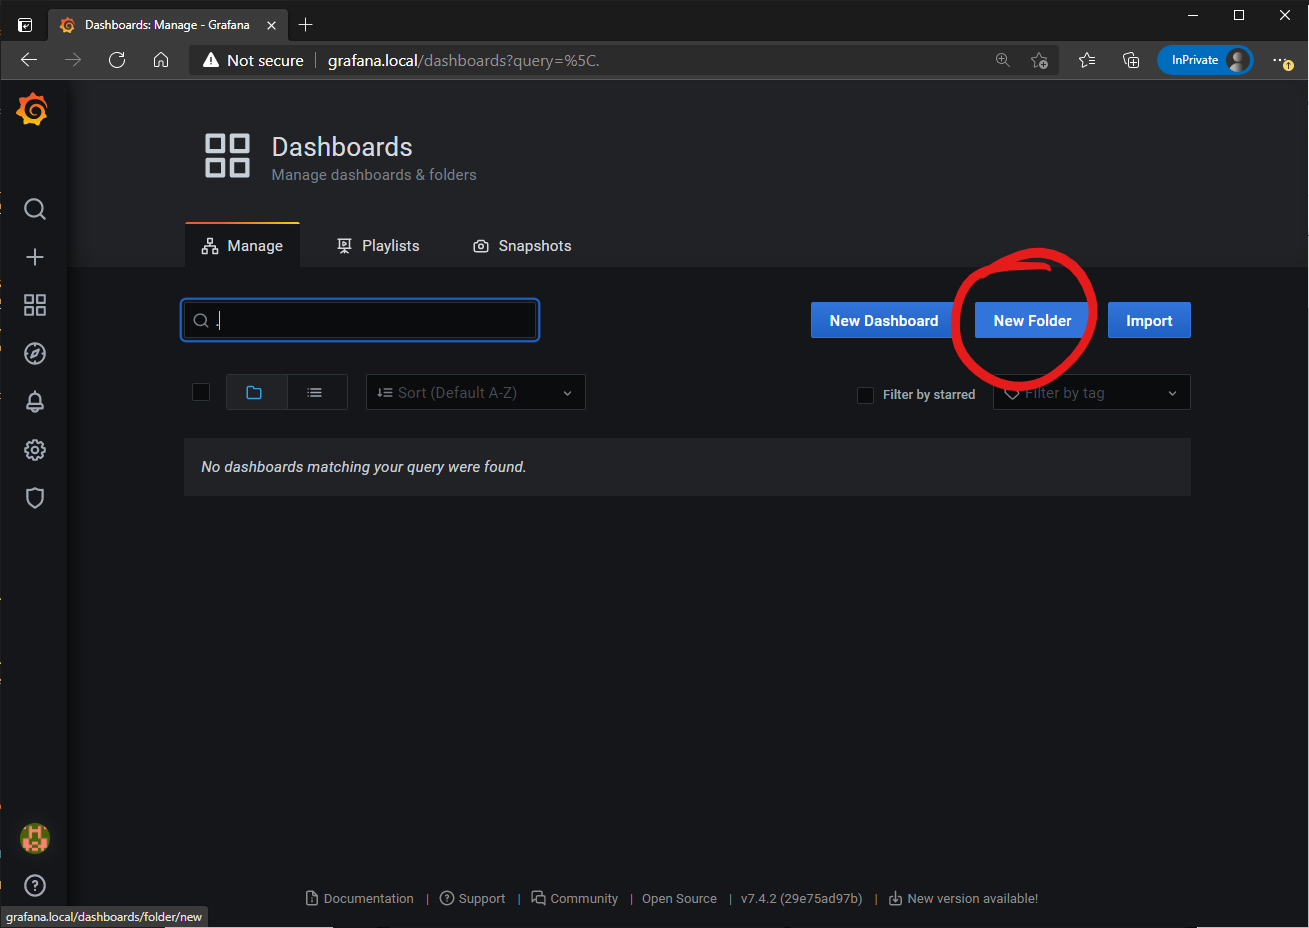 Dashboards: Manage - Grafana
Not secure | grafana.local/dashboards?query=%5C.
InPrivate
Dashboards
Manage dashboards & folders
Manage
Playlists
Snapshots
.
New Dashboard
New Folder
Import
Sort (Default A-Z)
Filter by starred
Filter by tag
No dashboards matching your query were found.
Documentation | Support | Community | Open Source | v7.4.2 (29e75ad97b) | New version available!
grafana.local/dashboards/folder/new